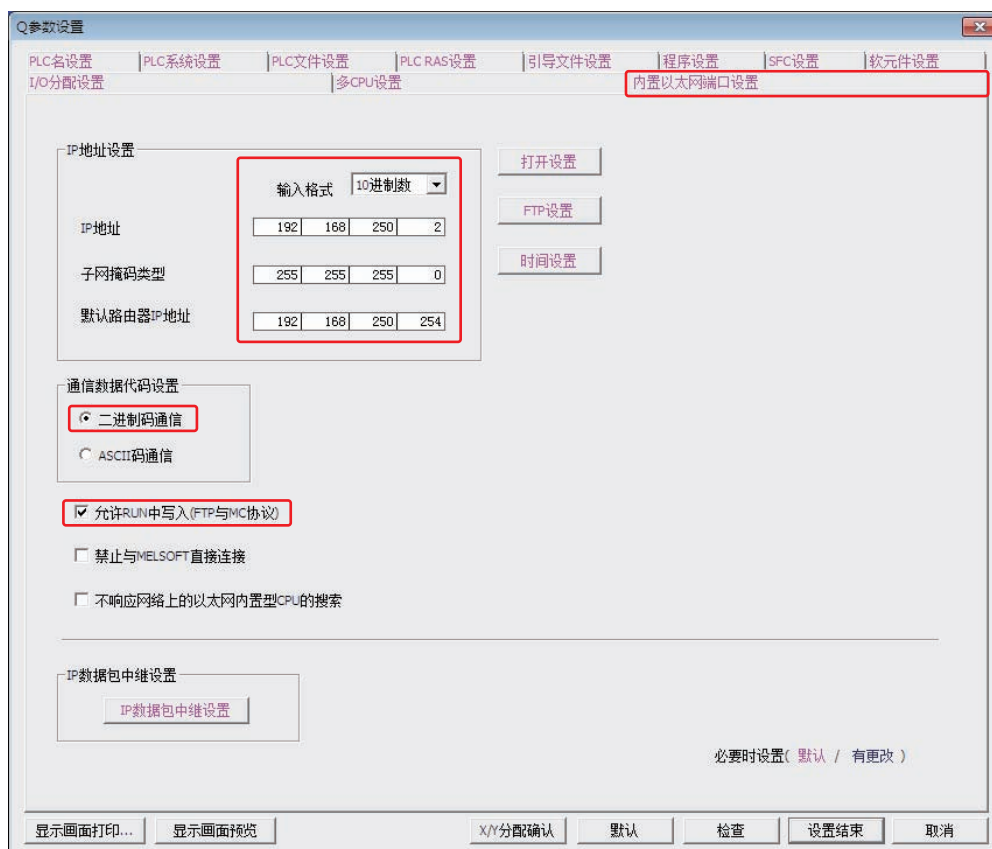 Q参数设置
PLC名设置 PLC系统设置 PLC文件设置 PLC RAS设置 引导文件设置 程序设置 SFC设置 软元件设置
I/O分配设置 多CPU设置 内置以太网端口设置
IP地址设置
输入格式 10进制数
IP地址 192 168 250 2
子网掩码类型 255 255 255 0
默认路由器IP地址 192 168 250 254
打开设置
FTP设置
时间设置
通信数据代码设置
二进制码通信
ASCII码通信
允许RUN中写入(FTP与MC协议)
禁止与MELSOFT直接连接
不响应网络上的以太网内置型CPU的搜索
IP数据包中继设置
IP数据包中继设置
必要时设置( 默认 / 有更改 )
显示画面打印... 显示画面预览 X/Y分配确认 默认 检查 设置结束 取消